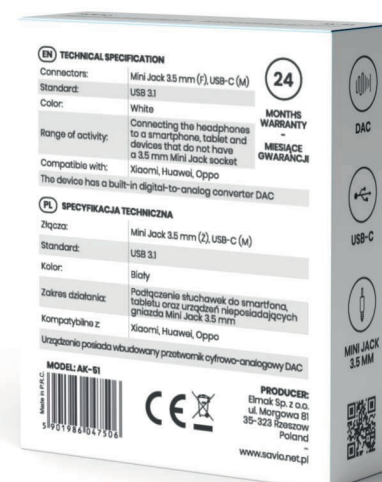 EN TECHNICAL SPECIFICATION
Connectors: Mini Jack 3.5 mm (F), USB-C (M)
Standard: USB 3.1
Color: White
Range of activity: Connecting the headphones
to a smartphone, tablet and
devices that do not have
a 3.5 mm Mini Jack socket
Compatible with: Xiaomi, Huawei, Oppo
The device has a built-in digital-to-analog converter DAC
24
MONTHS
WARRANTY
-
MIESIĄCE
GWARANCJI
PL SPECYFIKACJA TECHNICZNA
Złącza: Mini Jack 3.5 mm (Ż), USB-C (M)
Standard: USB 3.1
Kolor: Biały
Zakres działania: Podłączenie słuchawek do smartfona,
tabletu oraz urządzeń nieposiadających
gniazda Mini Jack 3.5 mm
Kompatybilne z: Xiaomi, Huawei, Oppo
Urządzenie posiada wbudowany przetwornik cyfrowo-analogowy DAC
MODEL: AK-51
Made in P.R.C.
5 901986 047506
CE
PRODUCER:
Elmak Sp. z o.o.
ul. Morgowa 81
35-323 Rzeszow
Poland
-
www.savio.net.pl
DAC
USB-C
MINI JACK
3.5 MM